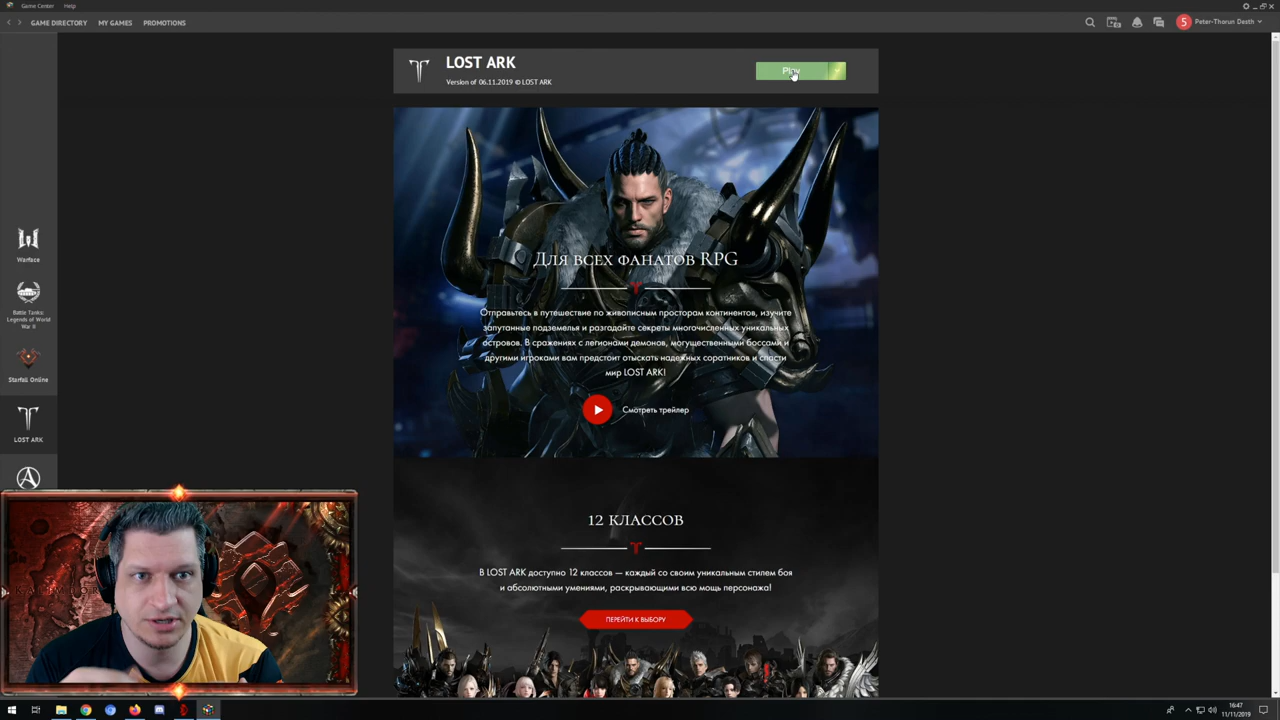 Game Center Help
GAME DIRECTORY MY GAMES PROMOTIONS
5 Peter-Thorun Desth
LOST ARK
Version of 06.11.2019 © LOST ARK
Play
Warface
Battle Tanks:
Legends of World
War II
Starfall Online
LOST ARK
Для всех фанатов RPG
Отправьтесь в путешествие по живописным просторам континентов, изучите
запутанные подземелья и разгадайте секреты многочисленных уникальных
островов. В сражениях с легионами демонов, могущественными боссами и
другими игроками вам предстоит отыскать надежных соратников и спасти
мир LOST ARK!
Смотреть трейлер
12 КЛАССОВ
В LOST ARK доступно 12 классов — каждый со своим уникальным стилем боя
и абсолютными умениями, раскрывающими всю мощь персонажа!
ПЕРЕЙТИ К ВЫБОРУ
16:47
11/11/2019